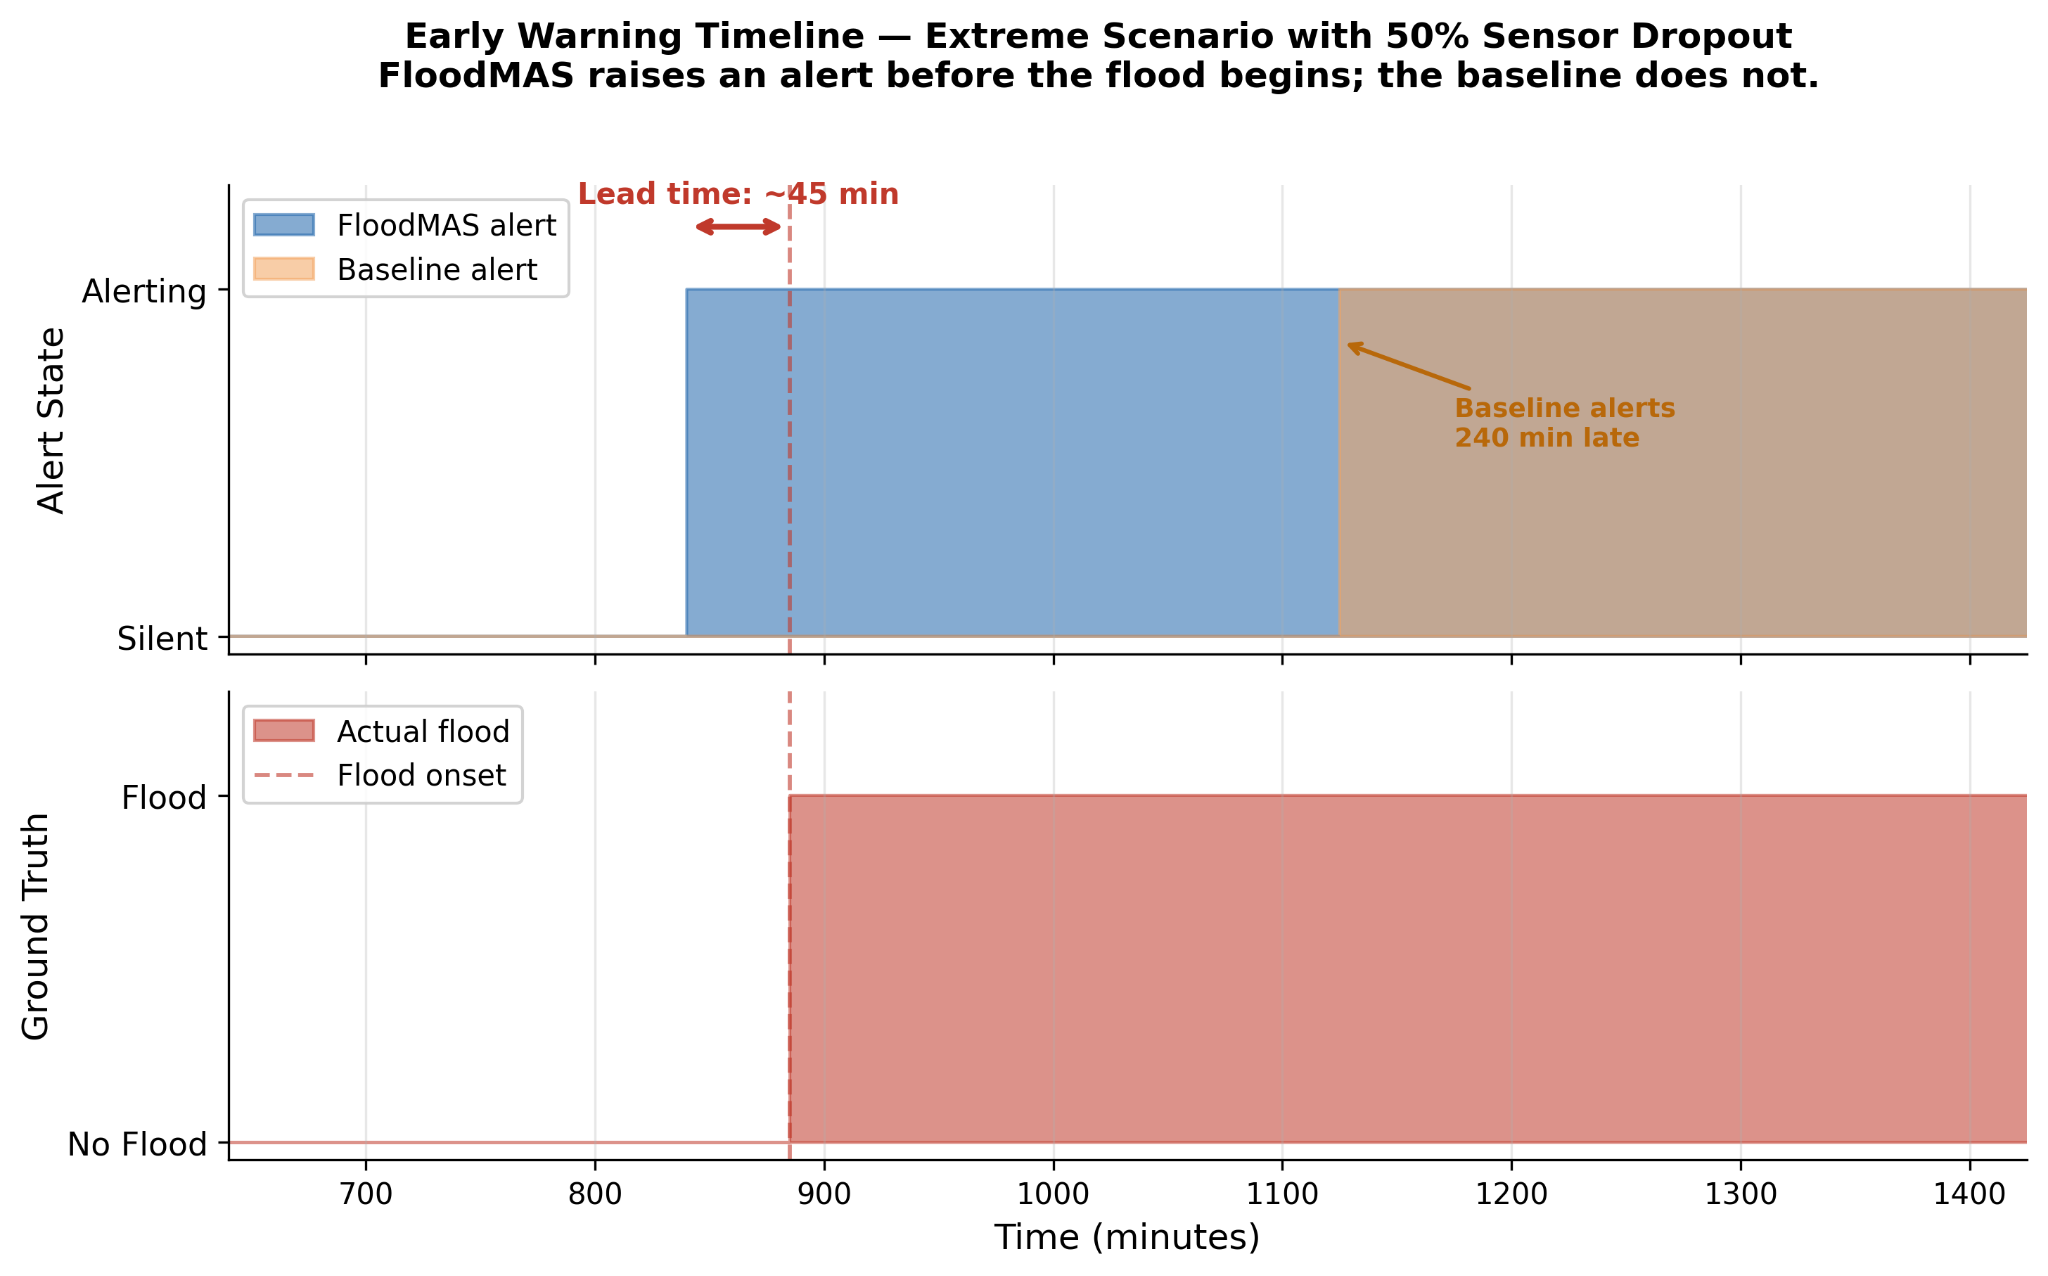 Early Warning Timeline — Extreme Scenario with 50% Sensor Dropout
FloodMAS raises an alert before the flood begins; the baseline does not.
Lead time: ~45 min
FloodMAS alert
Baseline alert
Alerting
Silent
Alert State
Baseline alerts
240 min late
Actual flood
Flood onset
Flood
No Flood
Ground Truth
700 800 900 1000 1100 1200 1300 1400
Time (minutes)